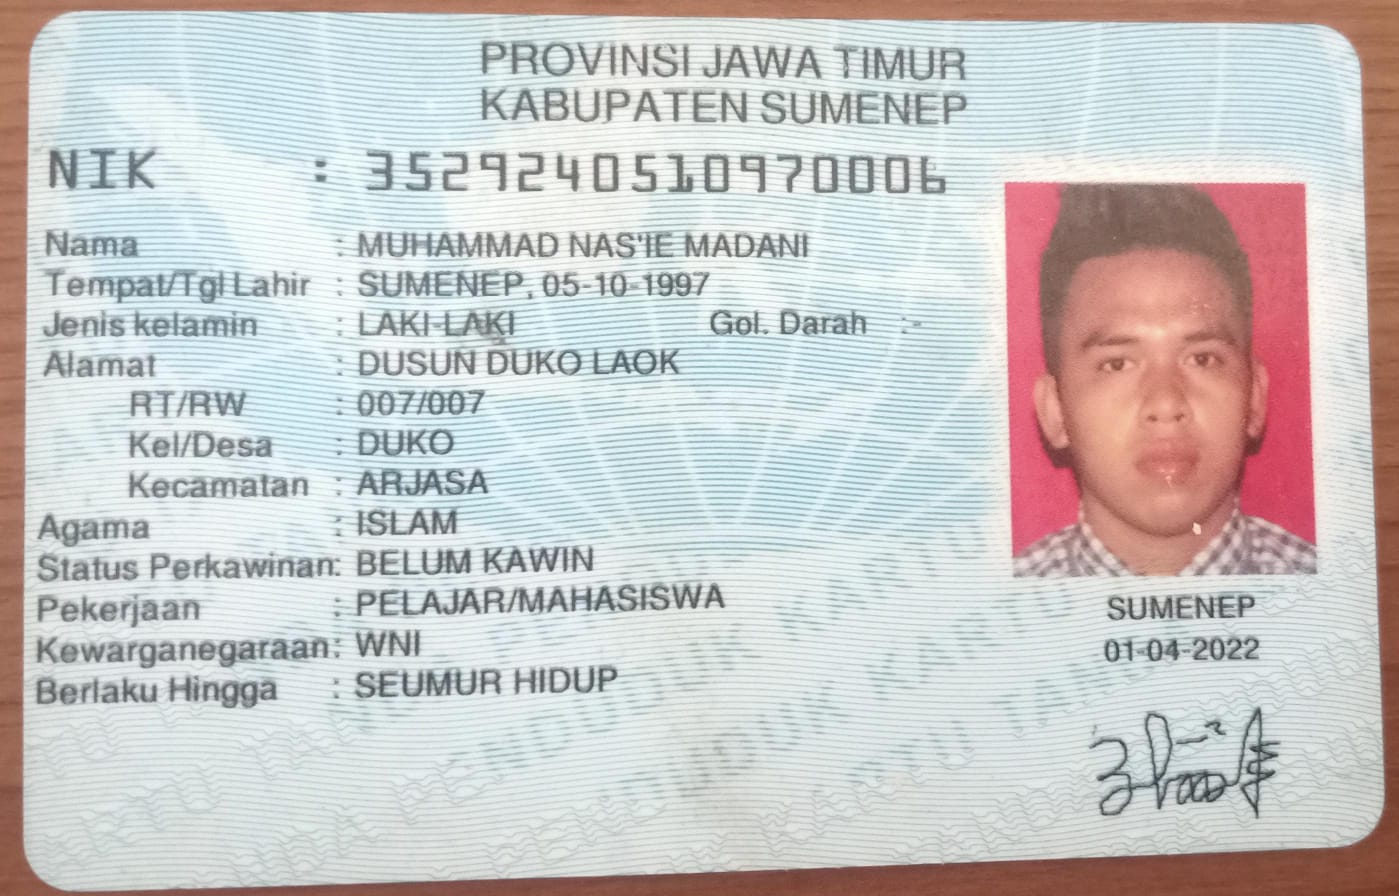 PROVINSI JAWA TIMUR
KABUPATEN SUMENEP
NIK : 3529240510970006
Nama : MUHAMMAD NAS'IE MADANI
Tempat/Tgl Lahir : SUMENEP, 05-10-1997
Jenis kelamin : LAKI-LAKI Gol. Darah :-
Alamat : DUSUN DUKO LAOK
RT/RW : 007/007
Kel/Desa : DUKO
Kecamatan : ARJASA
Agama : ISLAM
Status Perkawinan: BELUM KAWIN
Pekerjaan : PELAJAR/MAHASISWA
Kewarganegaraan: WNI
Berlaku Hingga : SEUMUR HIDUP
SUMENEP
01-04-2022